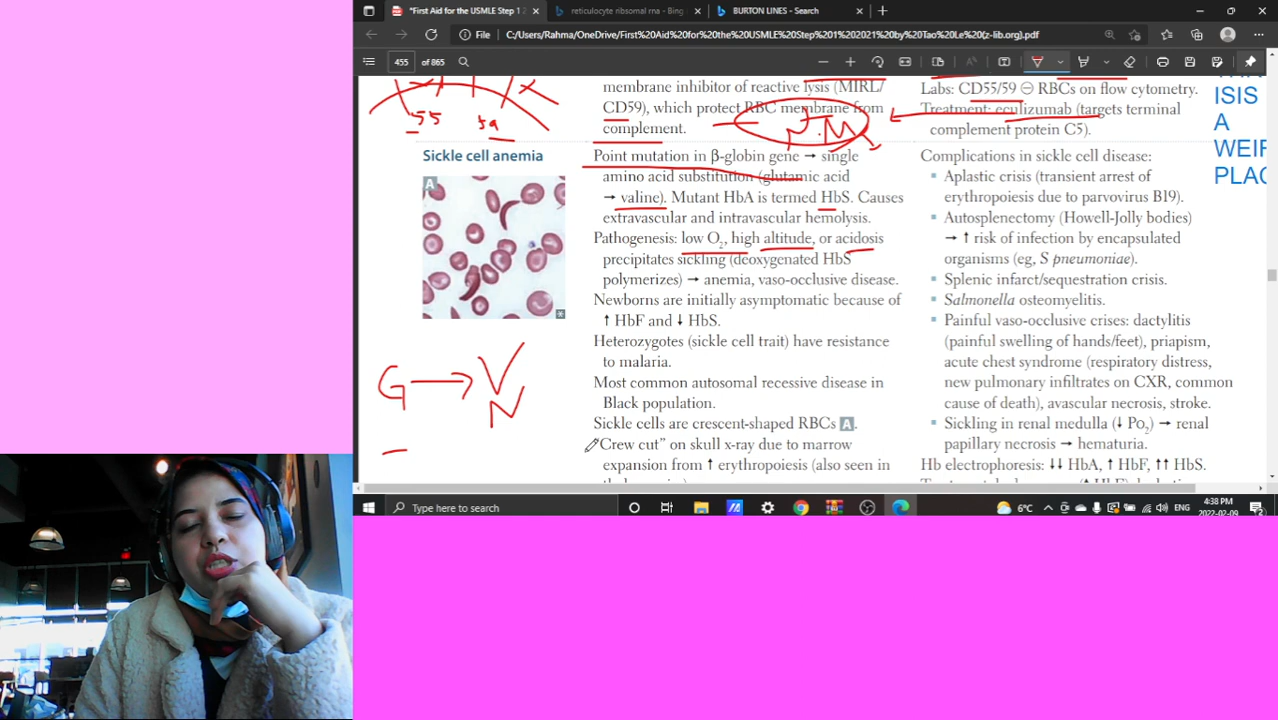 "First Aid for the USMLE Step 1 2
reticulocyte ribosomal rna - Bing
BURTON LINES - Search
File
C:/Users/Rahma/OneDrive/First%20Aid%20for%20the%20USMLE%20Step%201%202021%20by%20Tao%20Le%20(z-lib.org).pdf
455 of 865
membrane inhibitor of reactive lysis (MIRL/
CD59), which protect RBC membrane from
complement.
Labs: CD55/59 ⊖ RBCs on flow cytometry.
Treatment: eculizumab (targets terminal
complement protein C5).
ISIS
A
WEIR
PLAC
55
59
Sickle cell anemia
A
G → V
N
Point mutation in β-globin gene → single
amino acid substitution (glutamic acid
→ valine). Mutant HbA is termed HbS. Causes
extravascular and intravascular hemolysis.
Pathogenesis: low O2, high altitude, or acidosis
precipitates sickling (deoxygenated HbS
polymerizes) → anemia, vaso-occlusive disease.
Newborns are initially asymptomatic because of
↑ HbF and ↓ HbS.
Heterozygotes (sickle cell trait) have resistance
to malaria.
Most common autosomal recessive disease in
Black population.
Sickle cells are crescent-shaped RBCs A.
"Crew cut" on skull x-ray due to marrow
expansion from ↑ erythropoiesis (also seen in
Complications in sickle cell disease:
▪ Aplastic crisis (transient arrest of
erythropoiesis due to parvovirus B19).
▪ Autosplenectomy (Howell-Jolly bodies)
→ ↑ risk of infection by encapsulated
organisms (eg, S pneumoniae).
▪ Splenic infarct/sequestration crisis.
▪ Salmonella osteomyelitis.
▪ Painful vaso-occlusive crises: dactylitis
(painful swelling of hands/feet), priapism,
acute chest syndrome (respiratory distress,
new pulmonary infiltrates on CXR, common
cause of death), avascular necrosis, stroke.
▪ Sickling in renal medulla (↓ Po2) → renal
papillary necrosis → hematuria.
Hb electrophoresis: ↓↓ HbA, ↑ HbF, ↑↑ HbS.
Type here to search
6°C
ENG
4:38 PM
2022-02-09